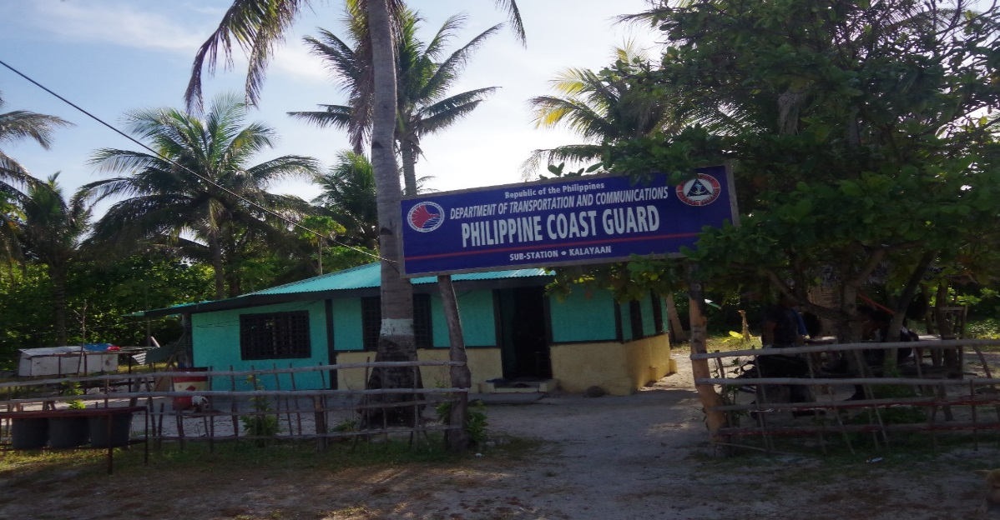 Republic of the Philippines
DEPARTMENT OF TRANSPORTATION AND COMMUNICATIONS
PHILIPPINE COAST GUARD
SUB-STATION • KALAYAAN